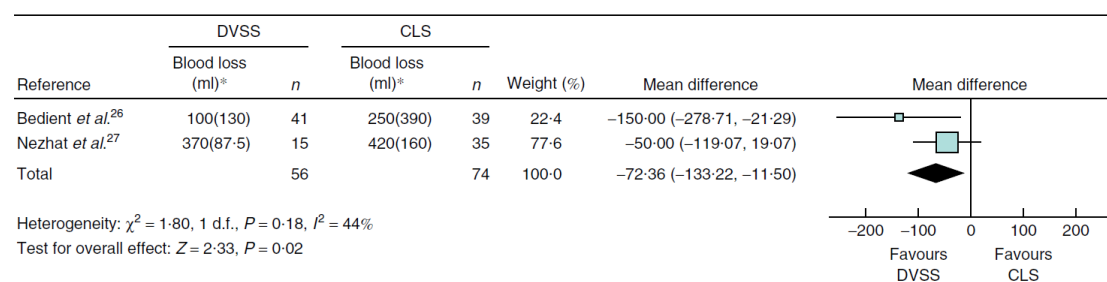 DVSS CLS
Blood loss Blood loss
Reference (ml)* n (ml)* n Weight (%) Mean difference Mean difference
Bedient et al.26 100(130) 41 250(390) 39 22·4 −150·00 (−278·71, −21·29)
Nezhat et al.27 370(87·5) 15 420(160) 35 77·6 −50·00 (−119·07, 19·07)
Total 56 74 100·0 −72·36 (−133·22, −11·50)
Heterogeneity: χ2 = 1·80, 1 d.f., P = 0·18, I2 = 44%
Test for overall effect: Z = 2·33, P = 0·02
−200 −100 0 100 200
Favours Favours
DVSS CLS